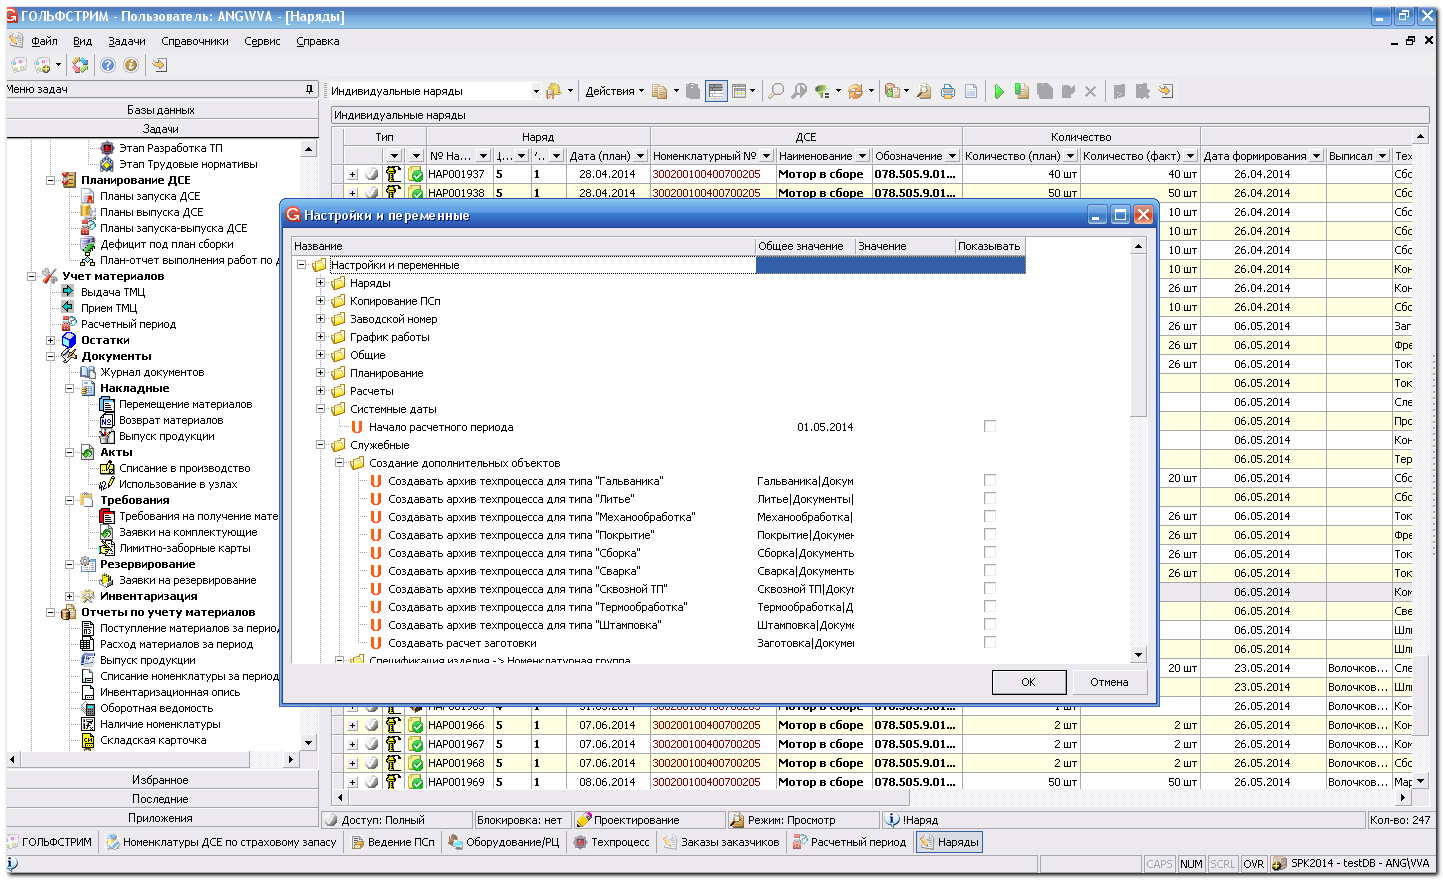 ГОЛЬФСТРИМ - Пользователь: ANG\VVA - [Наряды]
Файл Вид Задачи Справочники Сервис Справка
Меню задач
Индивидуальные наряды Действия
Базы данных
Задачи
Индивидуальные наряды
Этап Разработка ТП
Этап Трудовые нормативы
Планирование ДСЕ
Планы запуска ДСЕ
Планы выпуска ДСЕ
Планы запуска-выпуска ДСЕ
Дефицит под план сборки
План-отчет выполнения работ по д
Учет материалов
Выдача ТМЦ
Прием ТМЦ
Расчетный период
Остатки
Документы
Журнал документов
Накладные
Перемещение материалов
Возврат материалов
Выпуск продукции
Акты
Списание в производство
Использование в узлах
Требования
Требования на получение мате
Заявки на комплектующие
Лимитно-заборные карты
Резервирование
Заявки на резервирование
Инвентаризация
Отчеты по учету материалов
Поступление материалов за период
Расход материалов за период
Выпуск продукции
Списание номенклатуры за период
Инвентаризационная опись
Оборотная ведомость
Наличие номенклатуры
Складская карточка
Избранное
Последние
Приложения
Тип Наряд ДСЕ Количество
№ На... Ц... Дата (план) Номенклатурный № Наименование Обозначение Количество (план) Количество (факт) Дата формирования Выписал Тех
НАР001937 5 1 28.04.2014 300200100400700205 Мотор в сборе 078.505.9.01... 40 шт 40 шт 26.04.2014 Сбо
НАР001938 5 1 28.04.2014 300200100400700205 Мотор в сборе 078.505.9.01... 50 шт 50 шт 26.04.2014 Сбо
10 шт 26.04.2014 Сбо
10 шт 26.04.2014 Сбо
10 шт 26.04.2014 Сбо
26 шт 26.04.2014 Кон
26 шт 26.04.2014 Кон
10 шт 26.04.2014 Сбо
26 шт 06.05.2014 Заг
26 шт 06.05.2014 Фре
26 шт 06.05.2014 Ток
06.05.2014 Ток
06.05.2014 Сле
06.05.2014 Про
06.05.2014 Кон
06.05.2014 Тер
20 шт 06.05.2014 Сбо
06.05.2014 Сбо
26 шт 06.05.2014 Ток
26 шт 06.05.2014 Фре
26 шт 06.05.2014 Ток
26 шт 06.05.2014 Ток
06.05.2014 Ком
06.05.2014 Све
06.05.2014 Шли
06.05.2014 Шли
20 шт 23.05.2014 Волочков... Сле
23.05.2014 Волочков... Шли
26.05.2014 Волочков... Кон
НАР001966 5 1 07.06.2014 300200100400700205 Мотор в сборе 078.505.9.01... 2 шт 2 шт 26.05.2014 Волочков... Кон
НАР001967 5 1 07.06.2014 300200100400700205 Мотор в сборе 078.505.9.01... 2 шт 2 шт 26.05.2014 Волочков... Ком
НАР001968 5 1 07.06.2014 300200100400700205 Мотор в сборе 078.505.9.01... 2 шт 2 шт 26.05.2014 Волочков... Сбо
НАР001969 5 1 08.06.2014 300200100400700205 Мотор в сборе 078.505.9.01... 50 шт 50 шт 26.05.2014 Волочков... Мар
Настройки и переменные
Название Общее значение Значение Показывать
Настройки и переменные
Наряды
Копирование ПСп
Заводской номер
График работы
Общие
Планирование
Расчеты
Системные даты
Начало расчетного периода 01.05.2014
Служебные
Создание дополнительных объектов
Создавать архив техпроцесса для типа "Гальваника" Гальваника|Докум
Создавать архив техпроцесса для типа "Литье" Литье|Документы|
Создавать архив техпроцесса для типа "Механообработка" Механообработка|
Создавать архив техпроцесса для типа "Покрытие" Покрытие|Докумен
Создавать архив техпроцесса для типа "Сборка" Сборка|Документь
Создавать архив техпроцесса для типа "Сварка" Сварка|Документь
Создавать архив техпроцесса для типа "Сквозной ТП" Сквозной ТП|Докум
Создавать архив техпроцесса для типа "Термообработка" Термообработка|Д
Создавать архив техпроцесса для типа "Штамповка" Штамповка|Докуме
Создавать расчет заготовки Заготовка|Докуме
Спецификация изделия -> Номенклатурная группа
OK Отмена
Доступ: Полный Блокировка: нет Проектирование Режим: Просмотр !Наряд Кол-во: 247
ГОЛЬФСТРИМ Номенклатуры ДСЕ по страховому запасу Ведение ПСп Оборудование/РЦ Техпроцесс Заказы заказчиков Расчетный период Наряды
CAPS NUM SCRL OVR SPK2014 - testDB - ANG\VVA